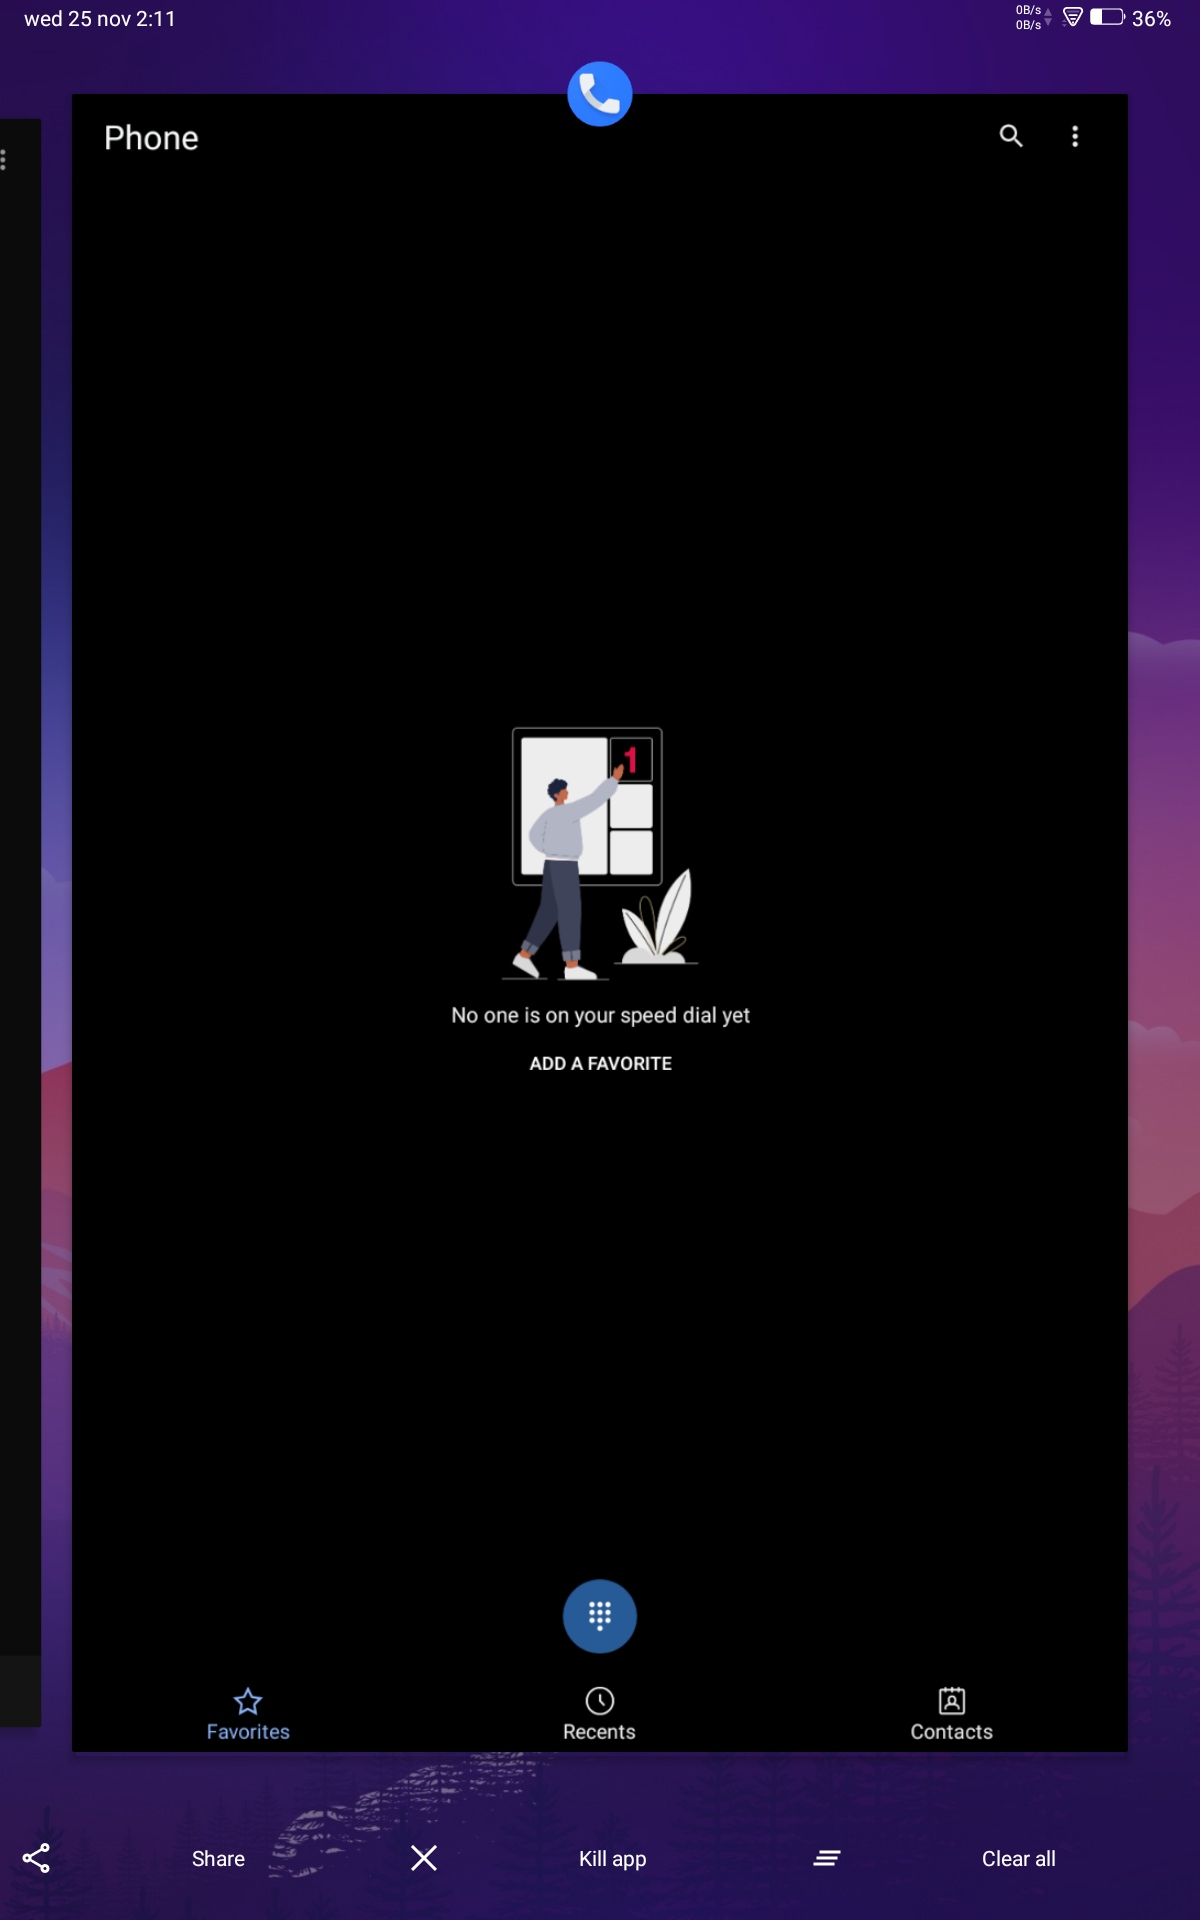 wed 25 nov 2:11
0B/s
0B/s
36%
Phone
1
No one is on your speed dial yet
ADD A FAVORITE
Favorites
Recents
Contacts
Share
Kill app
Clear all